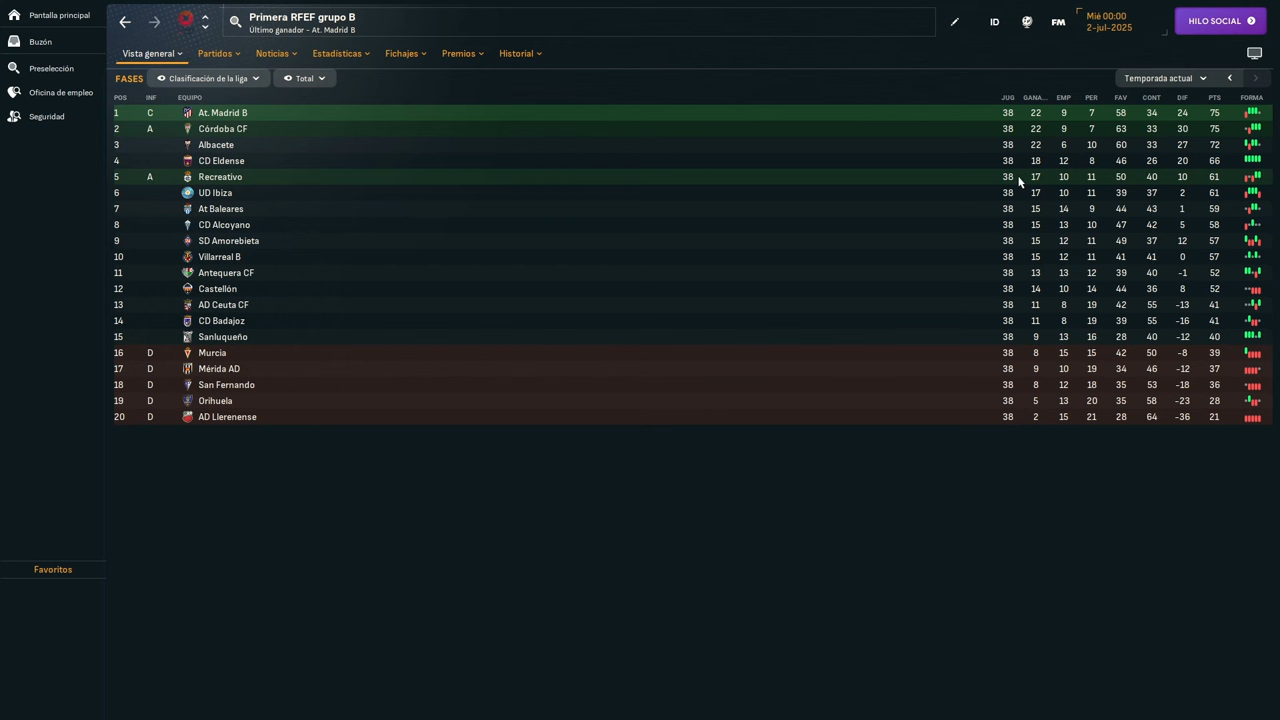 Pantalla principal
Buzón
Preselección
Oficina de empleo
Seguridad
Favoritos
Primera RFEF grupo B
Último ganador - At. Madrid B
ID
FM
Mié 00:00
2-jul-2025
HILO SOCIAL
Vista general
Partidos
Noticias
Estadísticas
Fichajes
Premios
Historial
FASES
Clasificación de la liga
Total
Temporada actual
POS INF EQUIPO JUG GANA... EMP PER FAV CONT DIF PTS FORMA
1 C At. Madrid B 38 22 9 7 58 34 24 75
2 A Córdoba CF 38 22 9 7 63 33 30 75
3 Albacete 38 22 6 10 60 33 27 72
4 CD Eldense 38 18 12 8 46 26 20 66
5 A Recreativo 38 17 10 11 50 40 10 61
6 UD Ibiza 38 17 10 11 39 37 2 61
7 At Baleares 38 15 14 9 44 43 1 59
8 CD Alcoyano 38 15 13 10 47 42 5 58
9 SD Amorebieta 38 15 12 11 49 37 12 57
10 Villarreal B 38 15 12 11 41 41 0 57
11 Antequera CF 38 13 13 12 39 40 -1 52
12 Castellón 38 14 10 14 44 36 8 52
13 AD Ceuta CF 38 11 8 19 42 55 -13 41
14 CD Badajoz 38 11 8 19 39 55 -16 41
15 Sanluqueño 38 9 13 16 28 40 -12 40
16 D Murcia 38 8 15 15 42 50 -8 39
17 D Mérida AD 38 9 10 19 34 46 -12 37
18 D San Fernando 38 8 12 18 35 53 -18 36
19 D Orihuela 38 5 13 20 35 58 -23 28
20 D AD Llerenense 38 2 15 21 28 64 -36 21